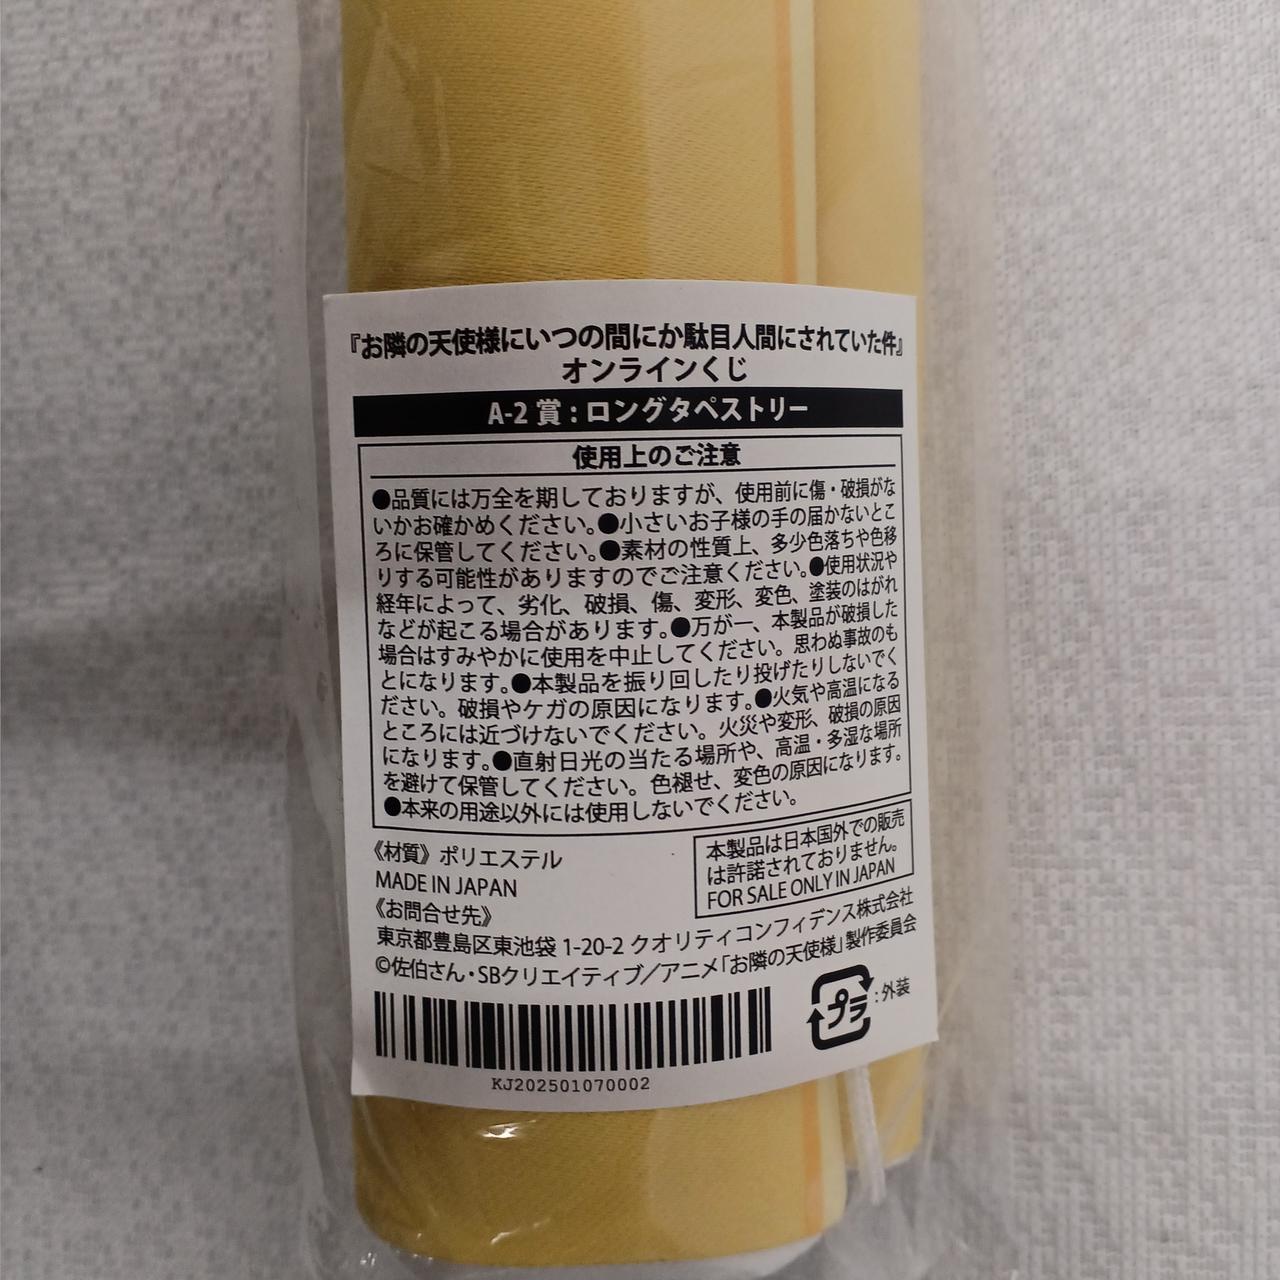 『お隣の天使様にいつの間にか駄目人間にされていた件』
オンラインくじ
A-2 賞 : ロングタペストリー
使用上のご注意
●品質には万全を期しておりますが、使用前に傷・破損がな
いかお確かめください。●小さいお子様の手の届かないとこ
ろに保管してください。●素材の性質上、多少色落ちや色移
りする可能性がありますのでご注意ください。●使用状況や
経年によって、劣化、破損、傷、変形、変色、塗装のはがれ
などが起こる場合があります。●万が一、本製品が破損した
場合はすみやかに使用を中止してください。思わぬ事故のも
とになります。●本製品を振り回したり投げたりしないでく
ださい。破損やケガの原因になります。●火気や高温になる
ところには近づけないでください。火災や変形、破損の原因
になります。●直射日光の当たる場所や、高温・多湿な場所
を避けて保管してください。色褪せ、変色の原因になります。
●本来の用途以外には使用しないでください。
《材質》ポリエステル
MADE IN JAPAN
本製品は日本国外での販売
は許諾されておりません。
FOR SALE ONLY IN JAPAN
《お問合せ先》
東京都豊島区東池袋 1-20-2 クオリティコンフィデンス株式会社
©佐伯さん・SBクリエイティブ／アニメ「お隣の天使様」製作委員会
プラ : 外装
KJ202501070002